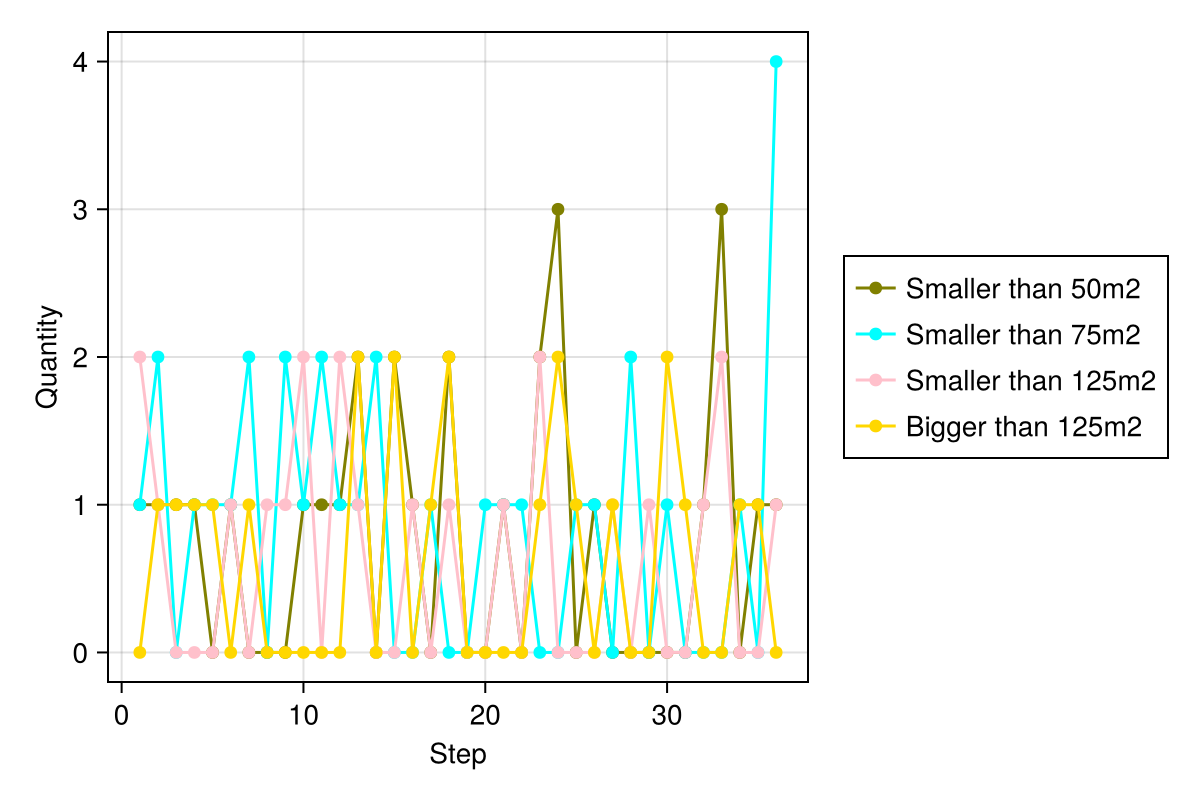 4
3
2
1
0
Quantity
0 10 20 30
Step
Smaller than 50m2
Smaller than 75m2
Smaller than 125m2
Bigger than 125m2